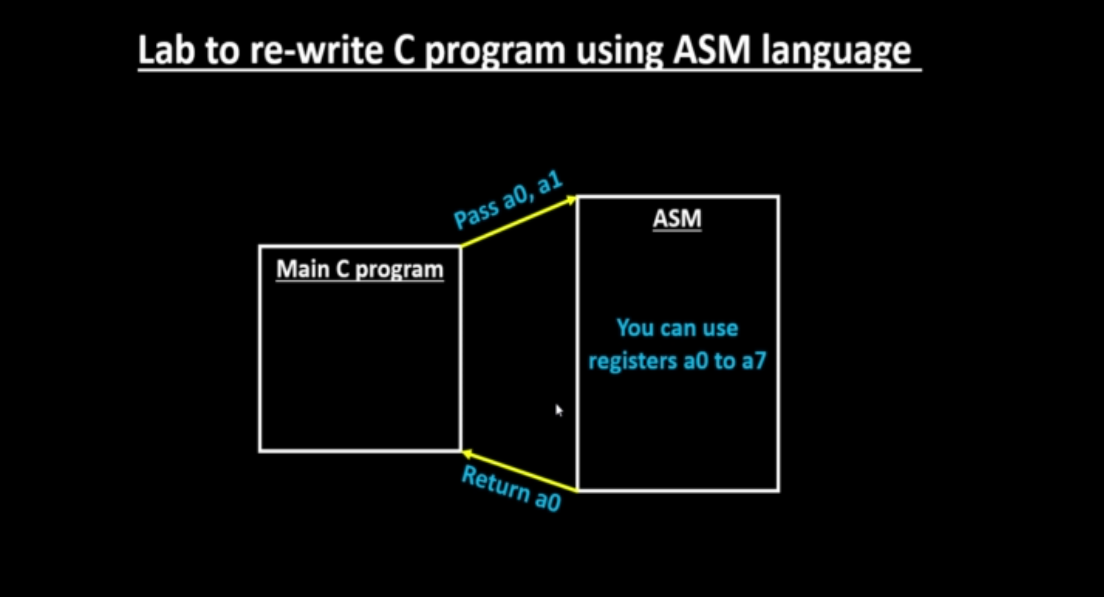 Lab to re-write C program using ASM language
Pass a0, a1
ASM
Main C program
You can use
registers a0 to a7
Return a0